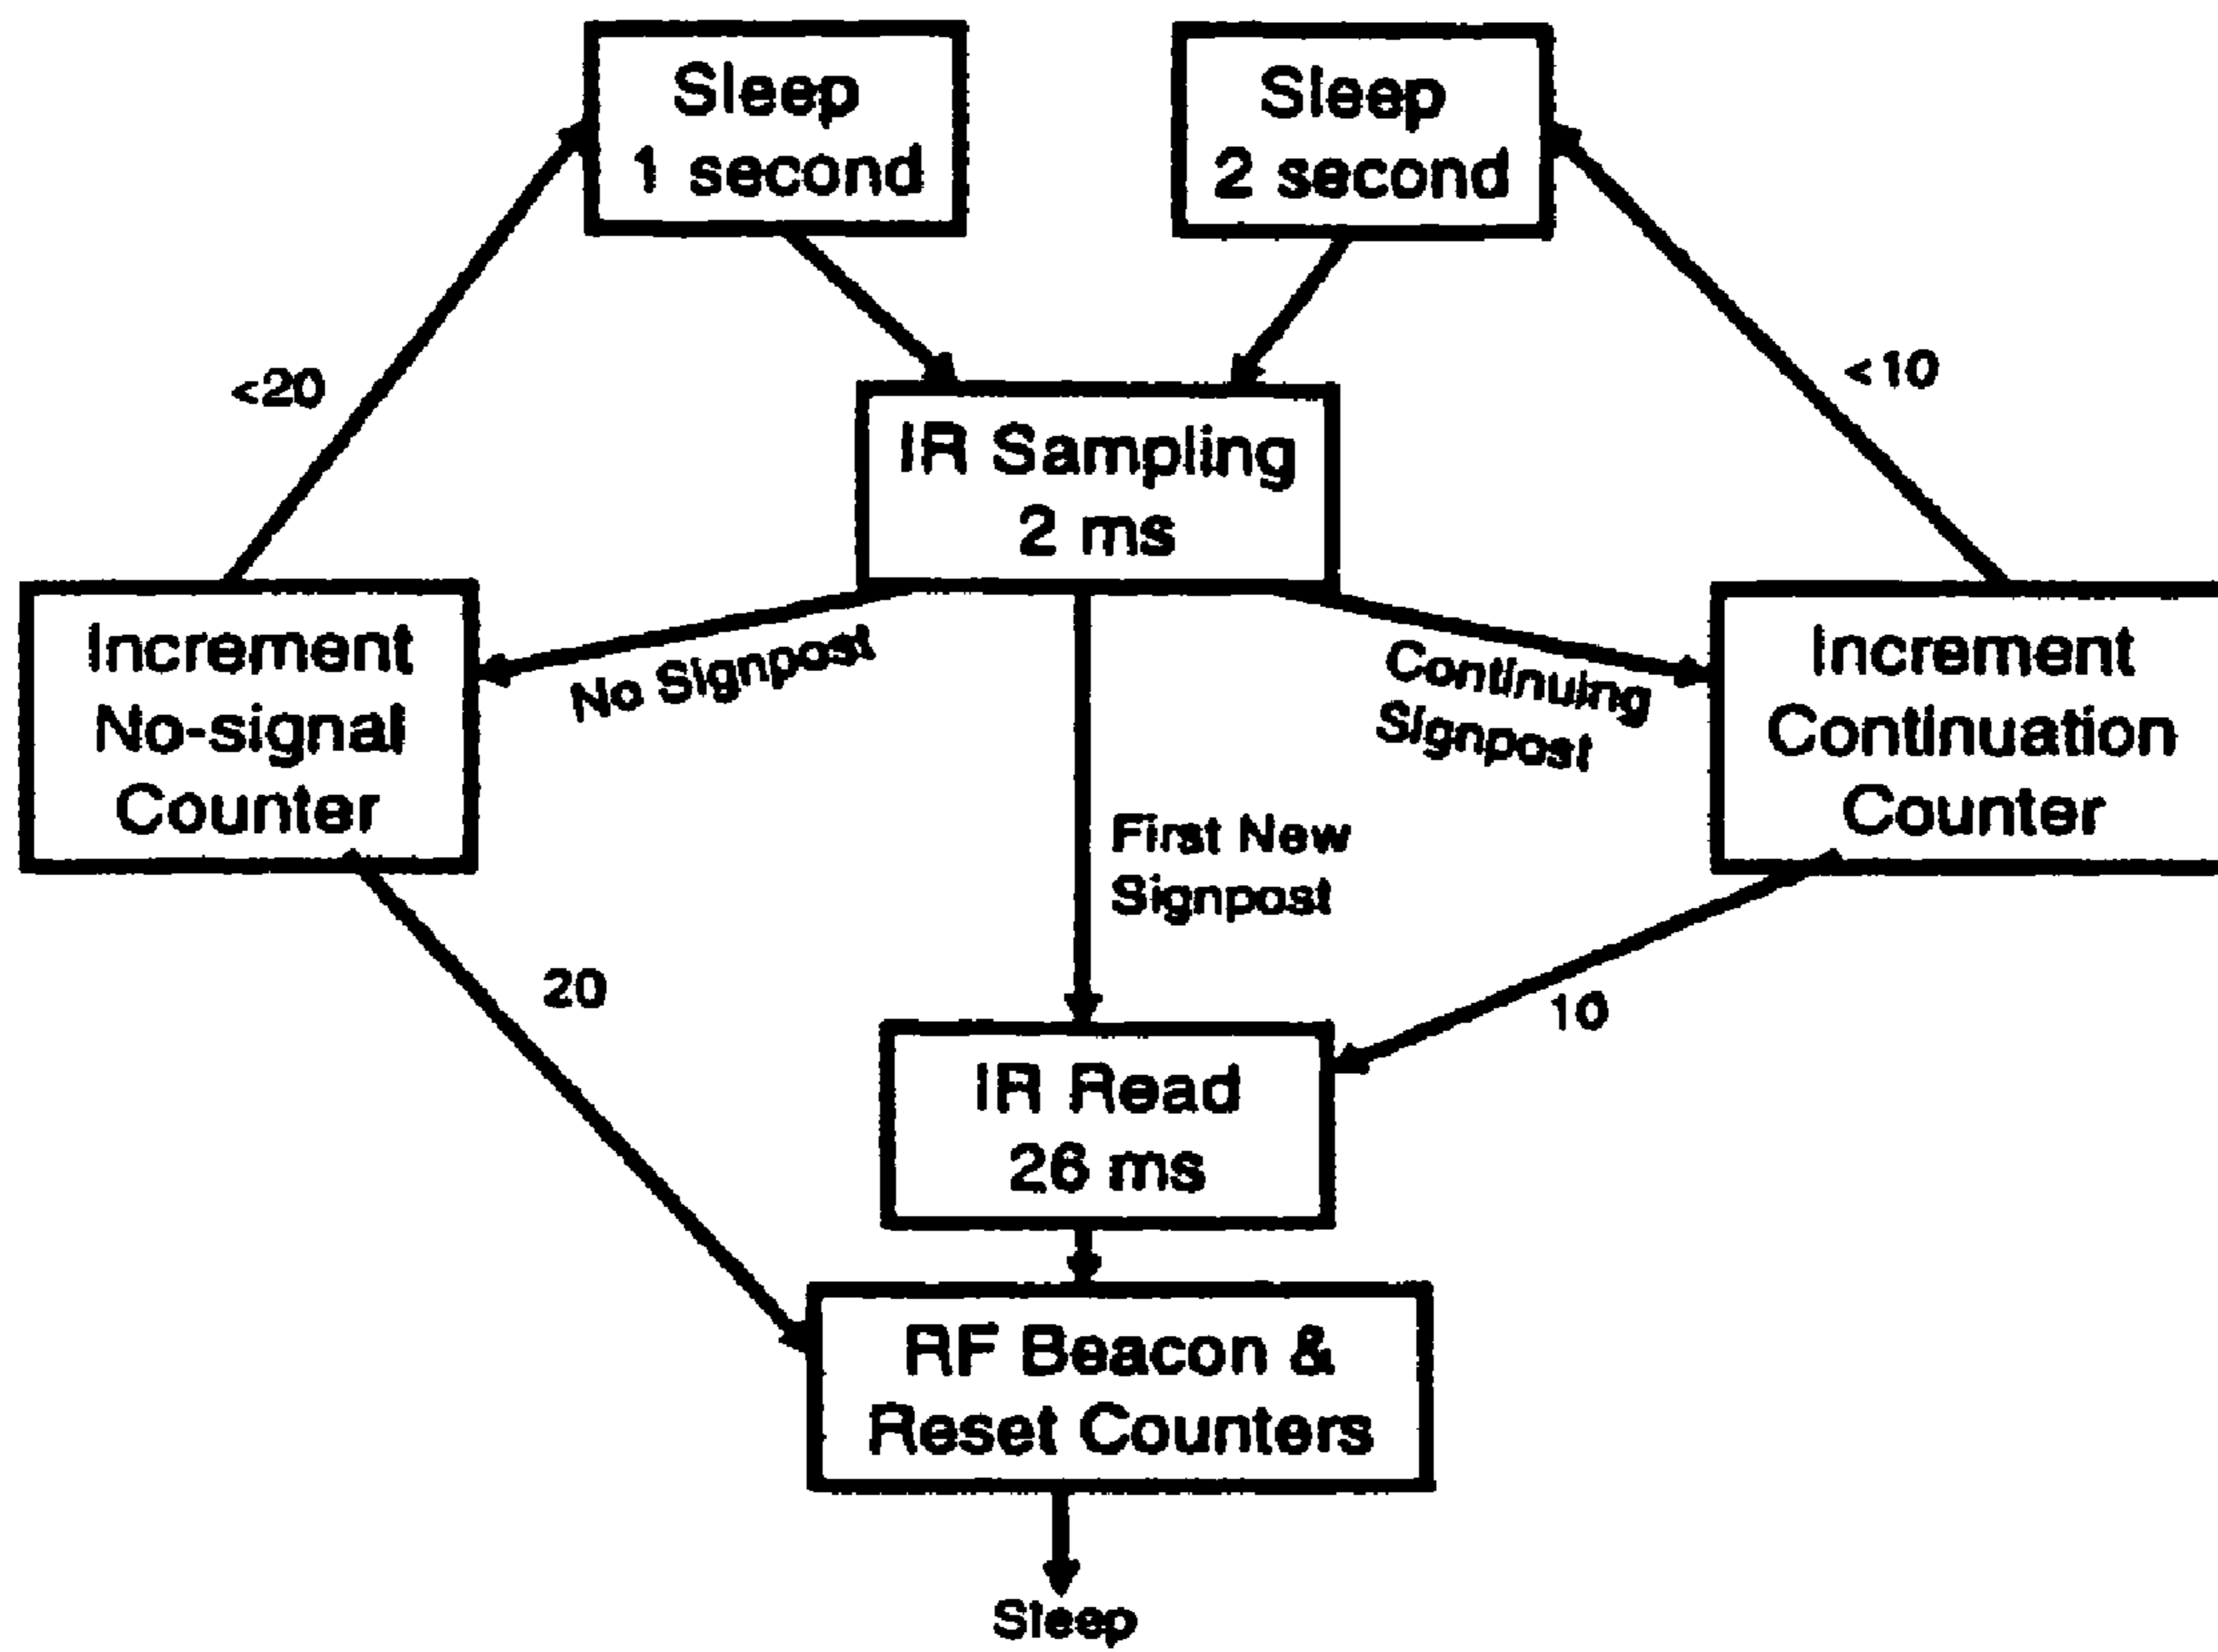 Sleep
1 second
Sleep
2 second
<20
<10
IR Sampling
2 ms
Increment
No-signal
Counter
No Signpost
Continuing
Signpost
Increment
Continuation
Counter
First New
Signpost
20
10
IR Read
26 ms
RF Beacon &
Reset Counters
Sleep